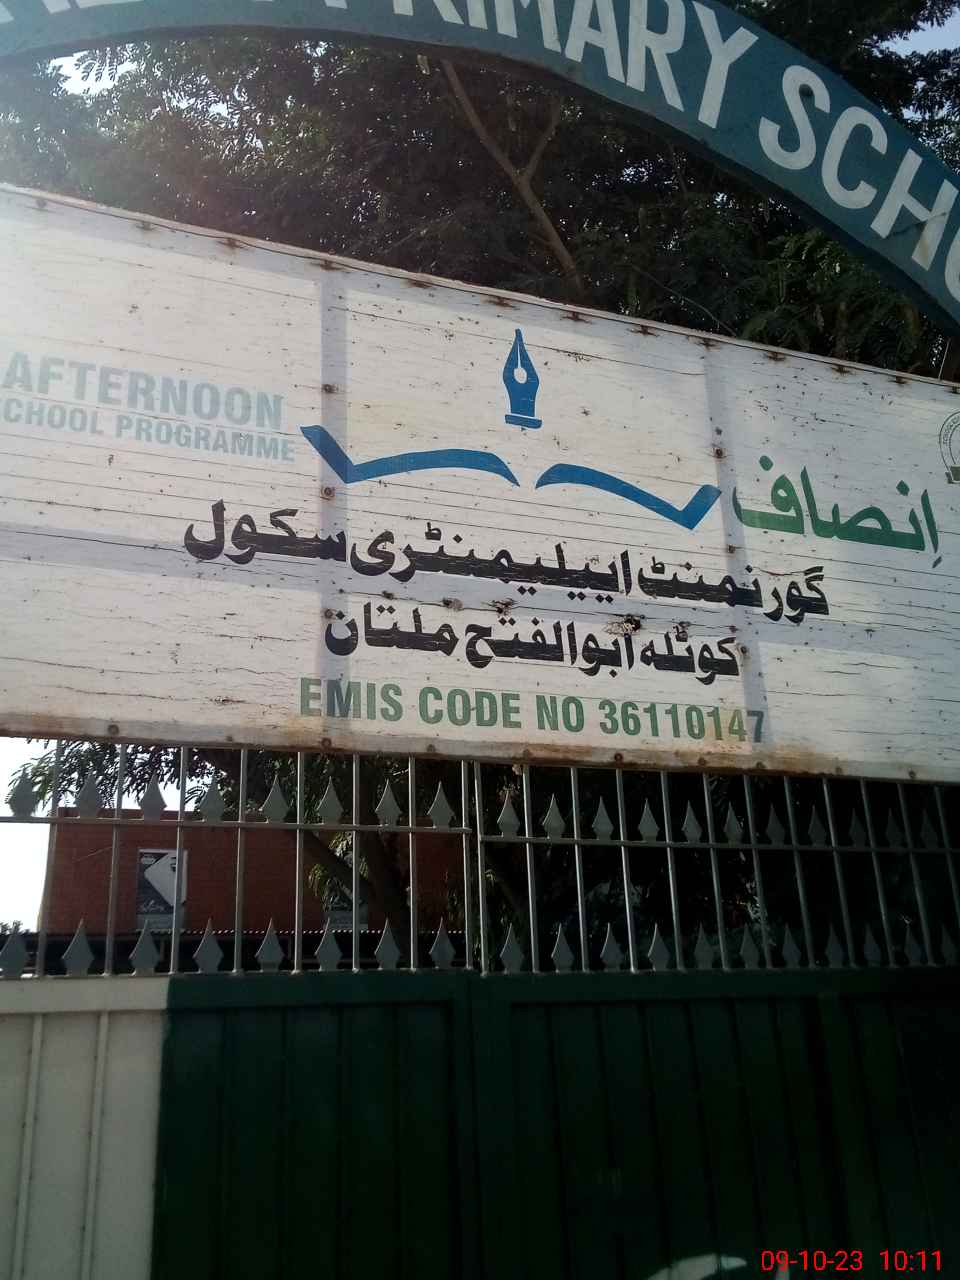 PRIMARY SCHO
AFTERNOON
SCHOOL PROGRAMME
اِنصاف
گورنمنٹ ایلیمنٹری سکول
کوٹلہ ابوالفتح ملتان
EMIS CODE NO 36110147
09-10-23 10:11